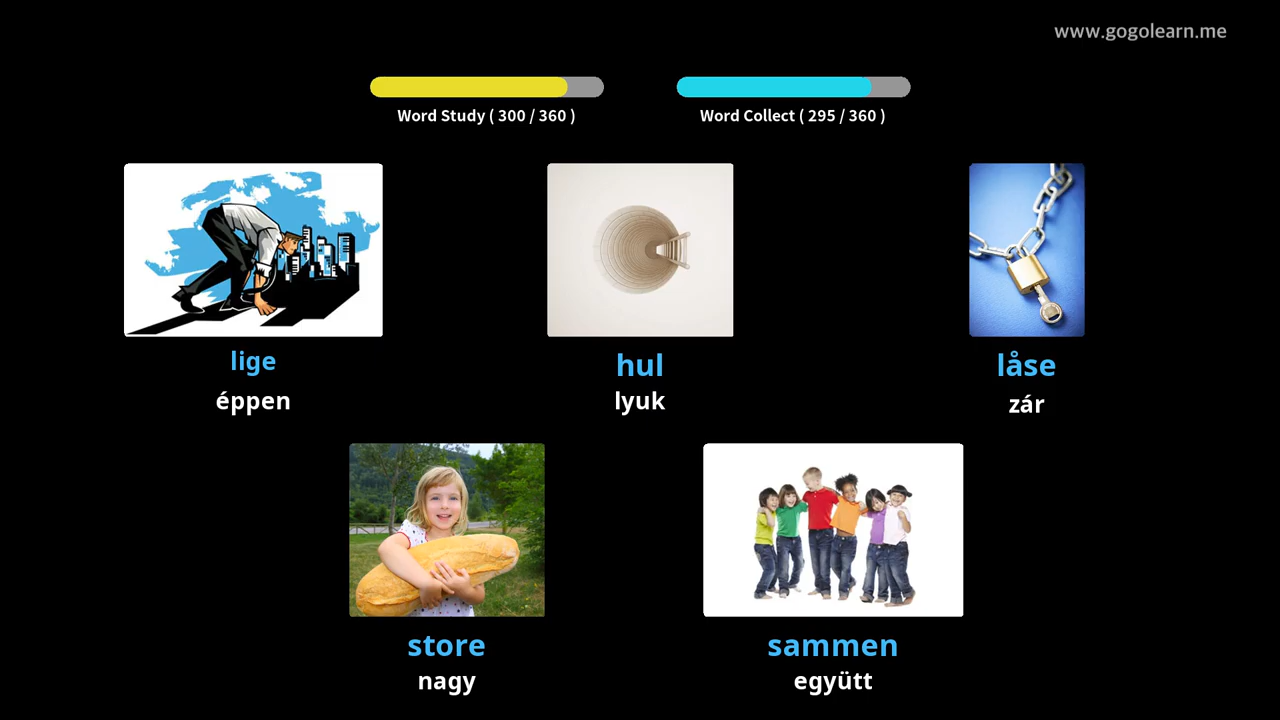 www.gogolearn.me
Word Study ( 300 / 360 )
Word Collect ( 295 / 360 )
lige
éppen
hul
lyuk
låse
zár
store
nagy
sammen
együtt